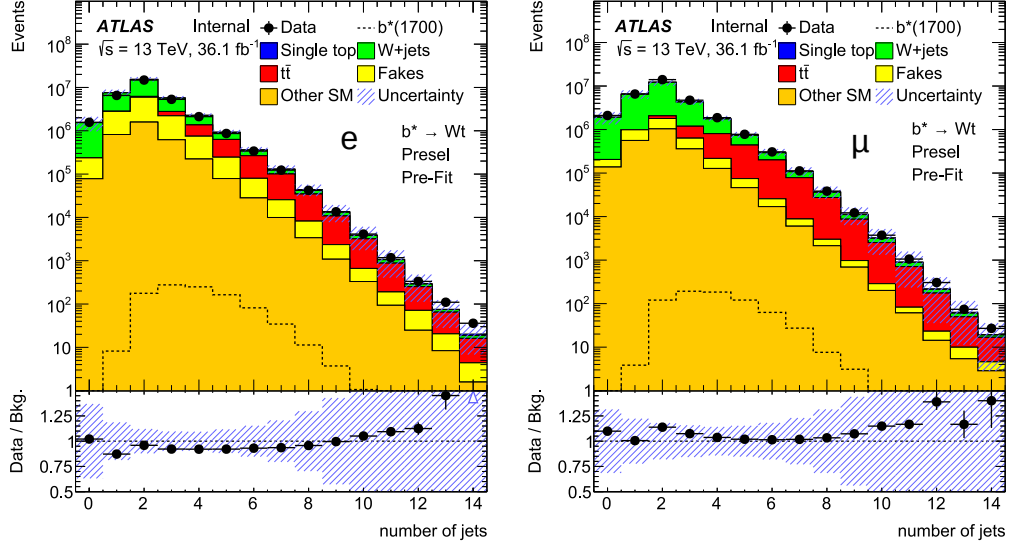 Events
ATLAS Internal
√s = 13 TeV, 36.1 fb⁻¹
Data
b*(1700)
Single top
W+jets
tt̄
Fakes
Other SM
Uncertainty
e
b* → Wt
Presel
Pre-Fit
10⁸
10⁷
10⁶
10⁵
10⁴
10³
10²
10
1
Data / Bkg.
1.25
1
0.75
0.5
0 2 4 6 8 10 12 14
number of jets
Events
ATLAS Internal
√s = 13 TeV, 36.1 fb⁻¹
Data
b*(1700)
Single top
W+jets
tt̄
Fakes
Other SM
Uncertainty
μ
b* → Wt
Presel
Pre-Fit
10⁸
10⁷
10⁶
10⁵
10⁴
10³
10²
10
1
Data / Bkg.
1.25
1
0.75
0.5
0 2 4 6 8 10 12 14
number of jets